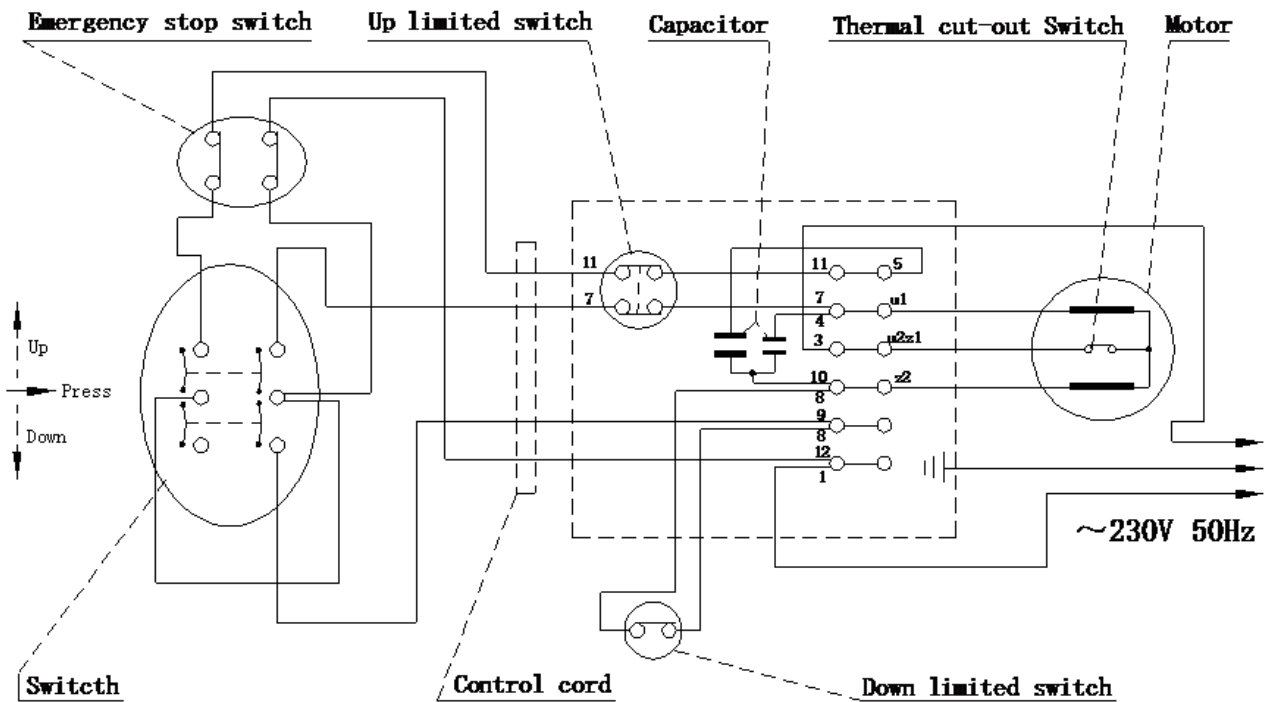 Emergency stop switch
Up limited switch
Capacitor
Thermal cut-out Switch
Motor
11
11
5
7
7
u1
4
3
u2z1
Up
Press
10
z2
8
9
Down
8
12
1
~230V 50Hz
Switcth
Control cord
Down limited switch